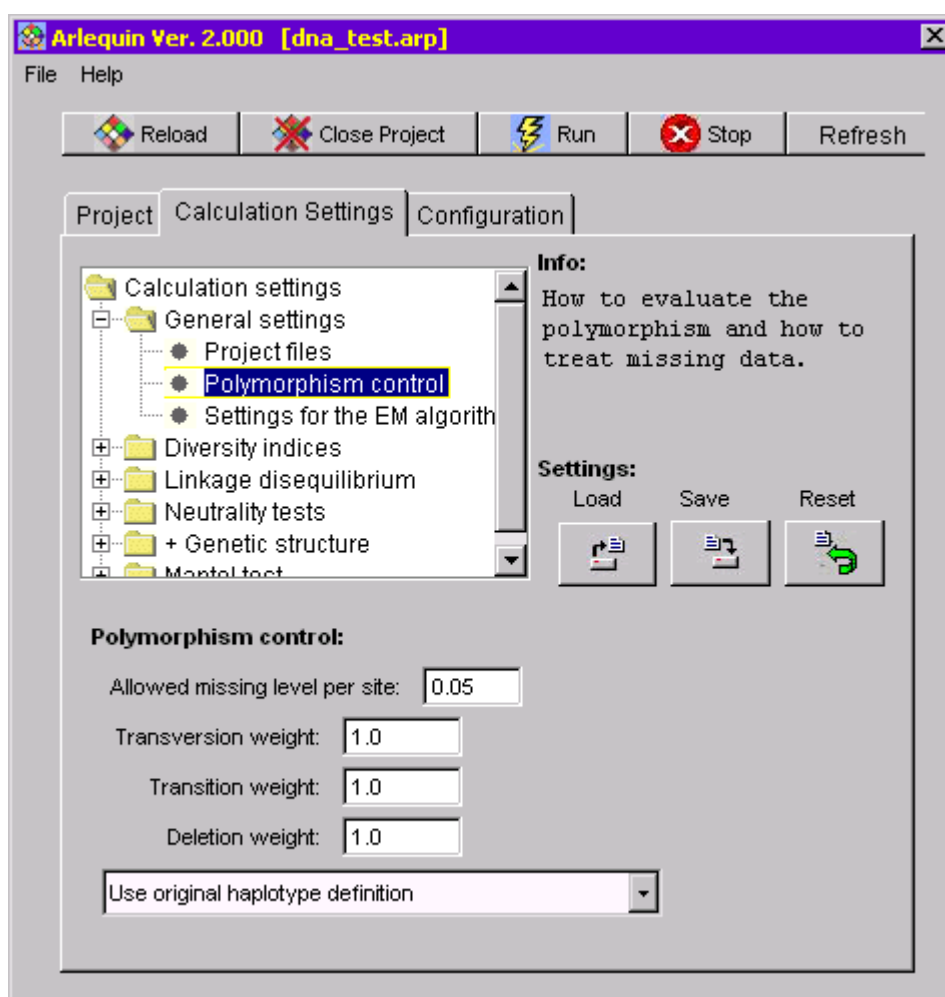 Arlequin Ver. 2.000 [dna_test.arp]
File Help
Reload Close Project Run Stop Refresh
Project Calculation Settings Configuration
Calculation settings
General settings
Project files
Polymorphism control
Settings for the EM algorith
Diversity indices
Linkage disequilibrium
Neutrality tests
+ Genetic structure
Mantel test
Info:
How to evaluate the
polymorphism and how to
treat missing data.
Settings:
Load Save Reset
Polymorphism control:
Allowed missing level per site: 0.05
Transversion weight: 1.0
Transition weight: 1.0
Deletion weight: 1.0
Use original haplotype definition